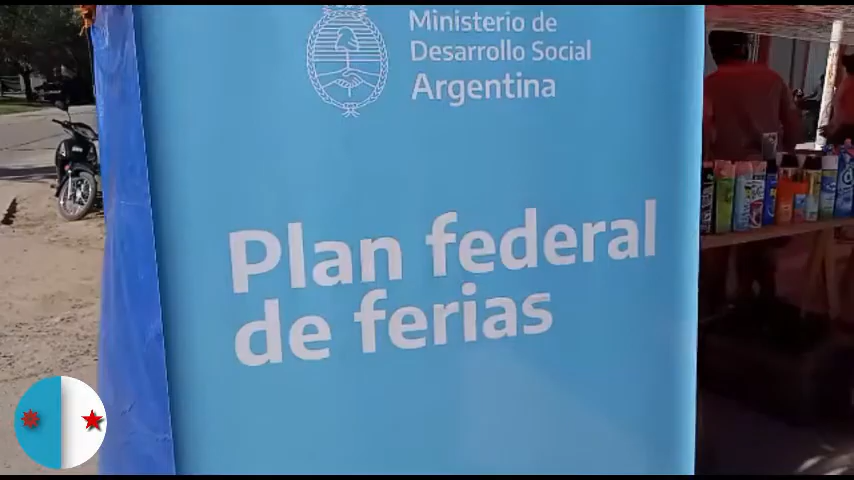 Ministerio de
Desarrollo Social
Argentina
Plan federal
de ferias